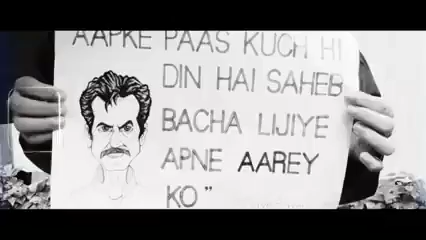 AAPKE PAAS KUCH HI
DIN HAI SAHEB
BACHA LIJIYE
APNE AAREY
KO"